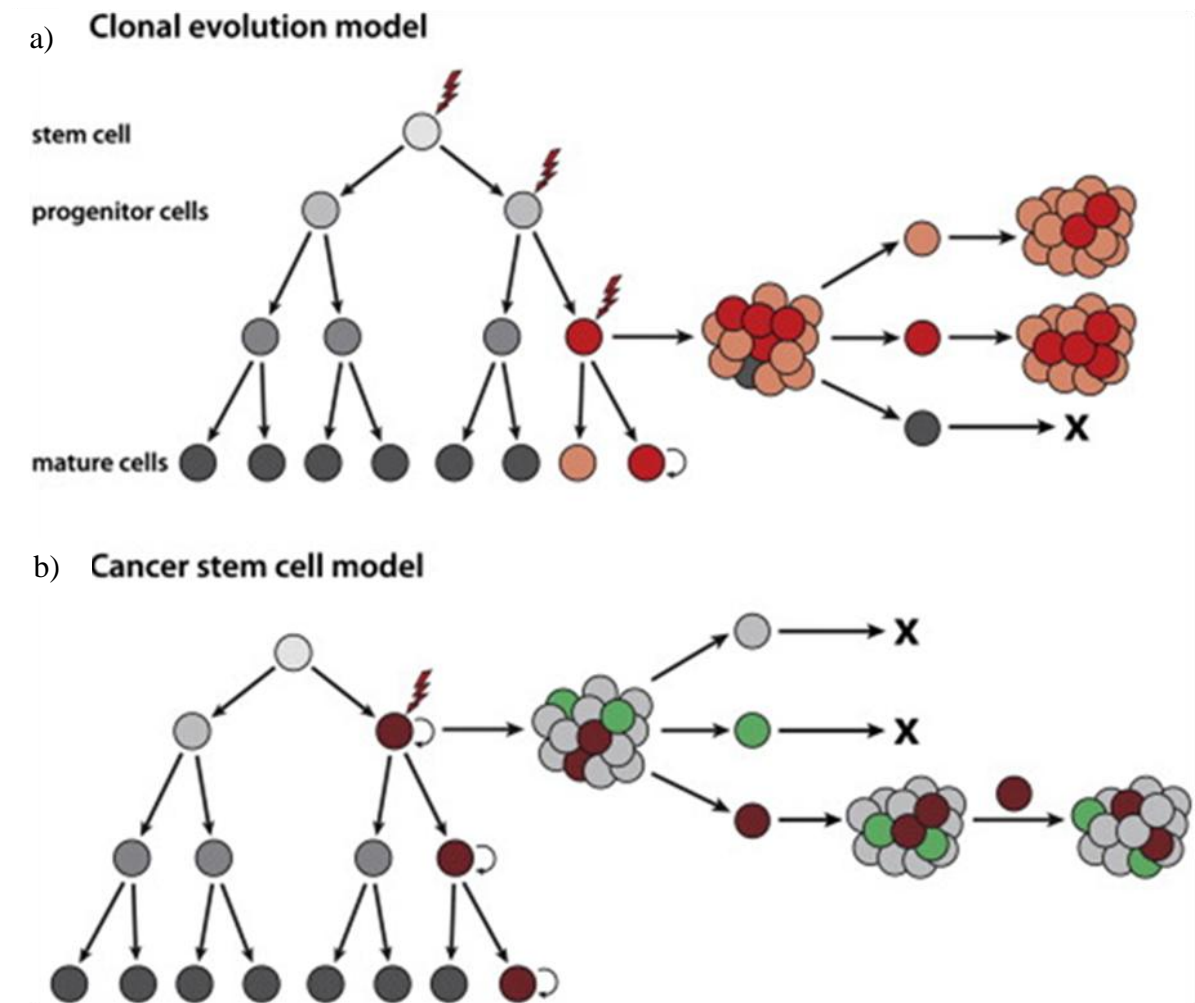 a) Clonal evolution model
stem cell
progenitor cells
X
mature cells
b) Cancer stem cell model
X
X